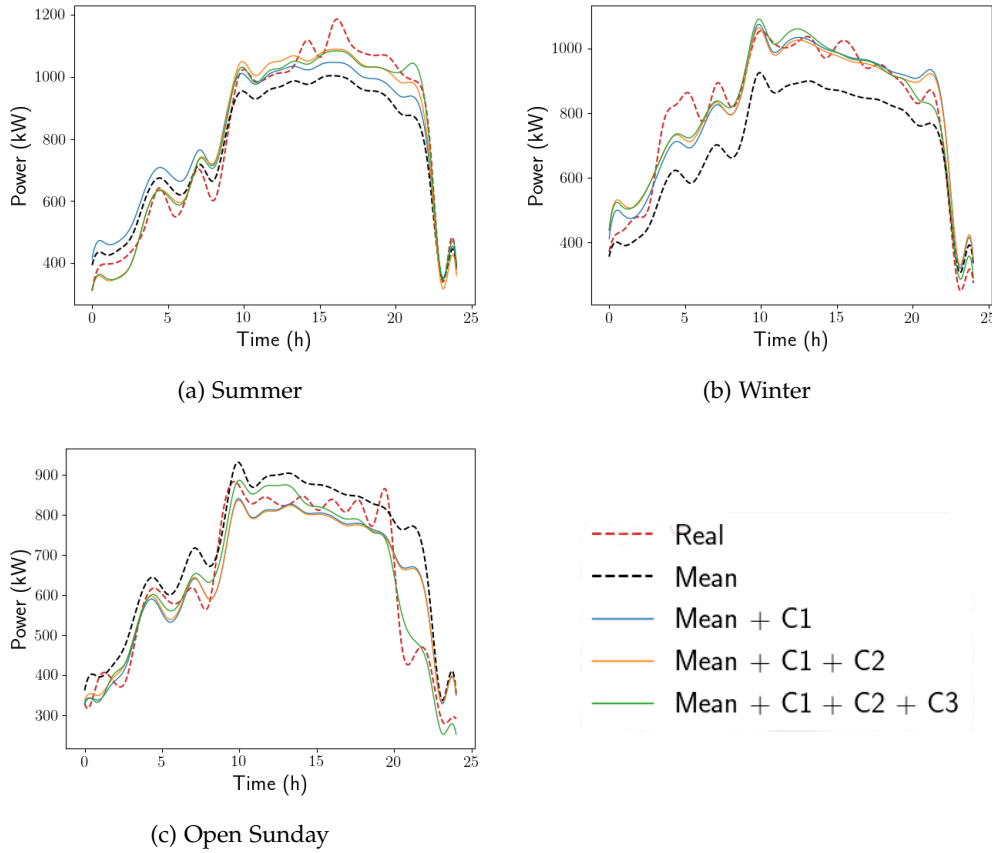 1200
1000
800
600
400
Power (kW)
0 5 10 15 20 25
Time (h)
(a) Summer
1000
800
600
400
Power (kW)
0 5 10 15 20 25
Time (h)
(b) Winter
900
800
700
600
500
400
300
Power (kW)
0 5 10 15 20 25
Time (h)
(c) Open Sunday
Real
Mean
Mean + C1
Mean + C1 + C2
Mean + C1 + C2 + C3